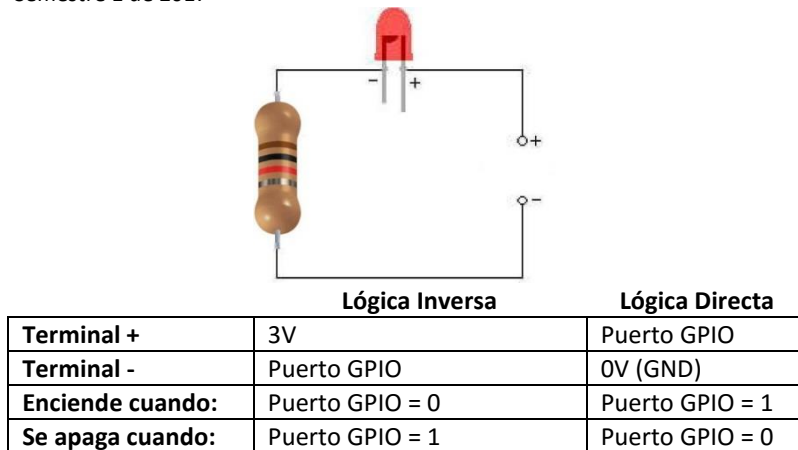 - +
+
-
Lógica Inversa Lógica Directa
Terminal + 3V Puerto GPIO
Terminal - Puerto GPIO 0V (GND)
Enciende cuando: Puerto GPIO = 0 Puerto GPIO = 1
Se apaga cuando: Puerto GPIO = 1 Puerto GPIO = 0